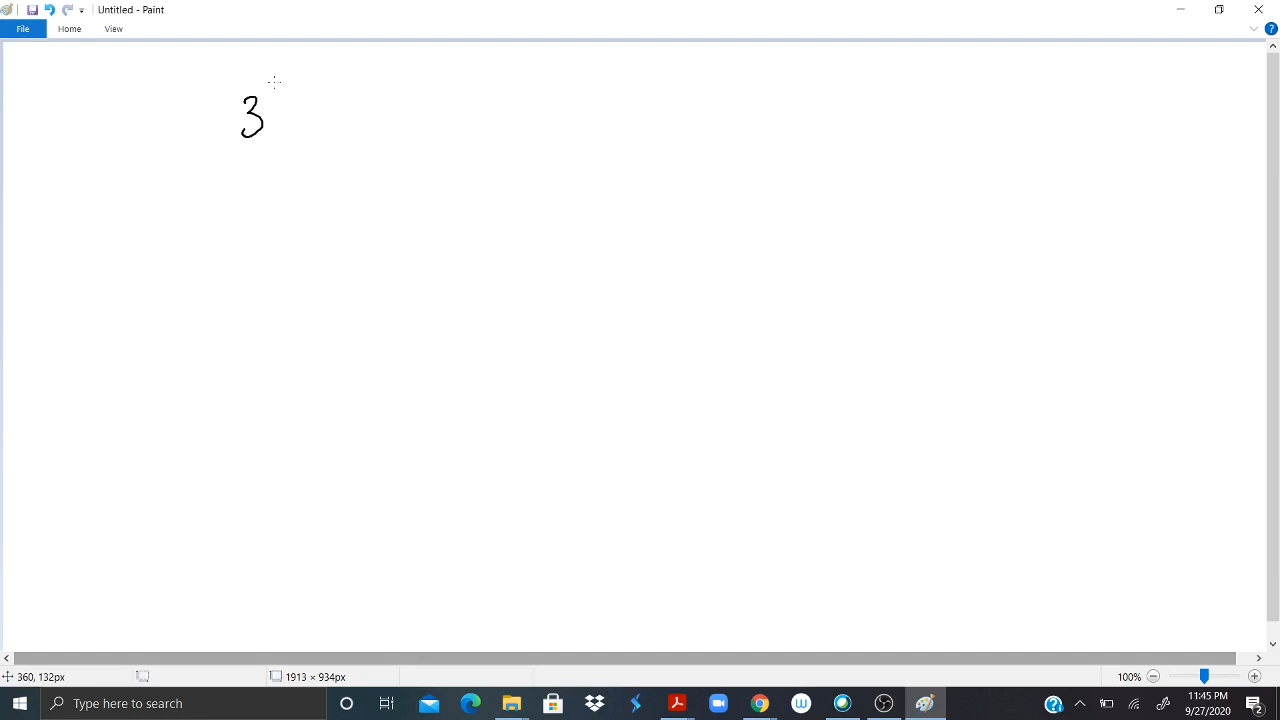 Untitled - Paint
File Home View
3
360, 132px 1913 × 934px 100%
Type here to search
11:45 PM
9/27/2020